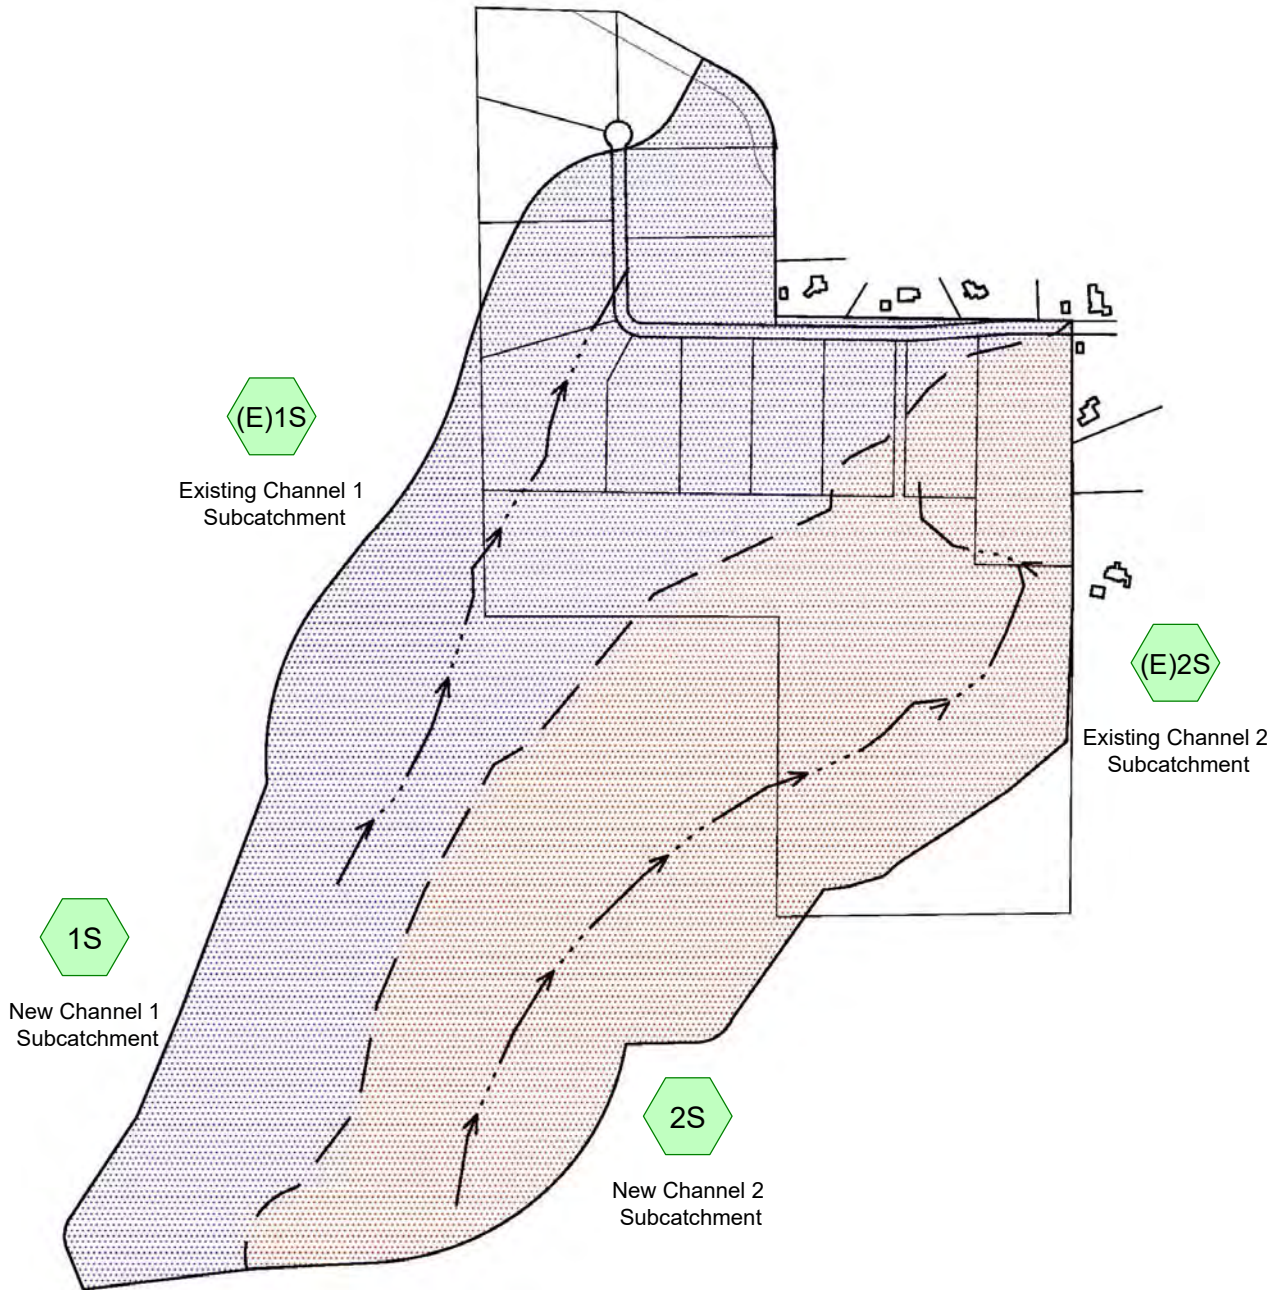 (E)1S
Existing Channel 1
Subcatchment
(E)2S
Existing Channel 2
Subcatchment
1S
New Channel 1
Subcatchment
2S
New Channel 2
Subcatchment